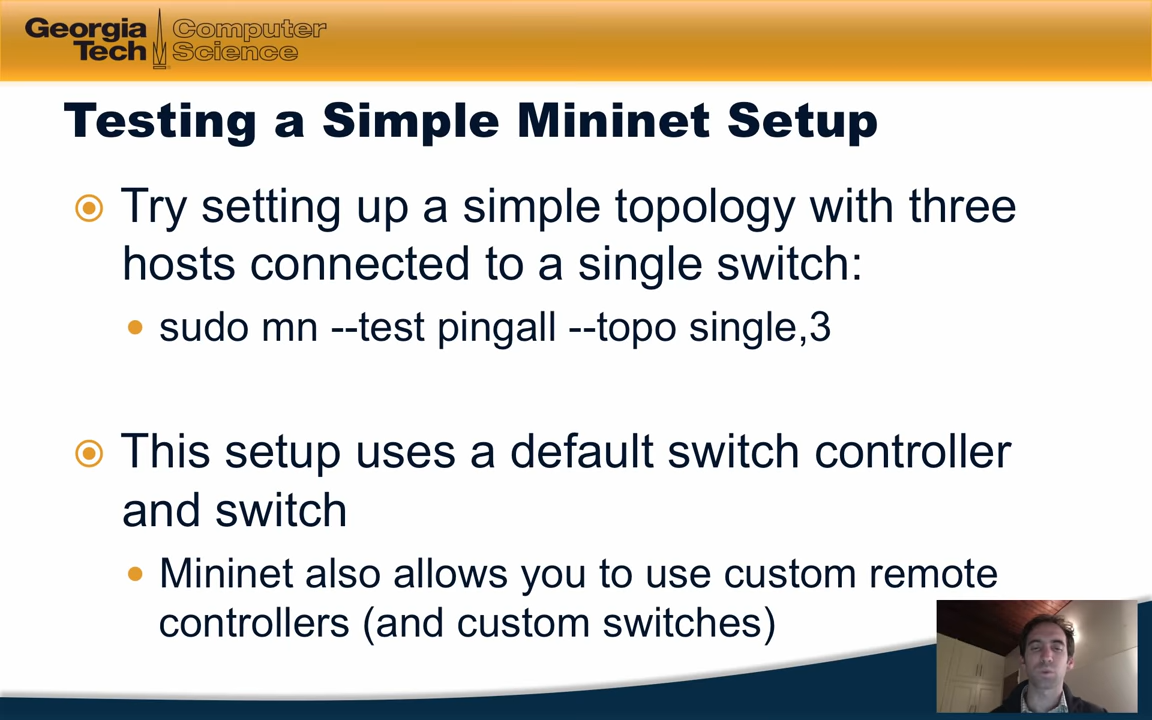 Georgia Tech
Computer Science
Testing a Simple Mininet Setup
Try setting up a simple topology with three
hosts connected to a single switch:
sudo mn --test pingall --topo single,3
This setup uses a default switch controller
and switch
Mininet also allows you to use custom remote
controllers (and custom switches)